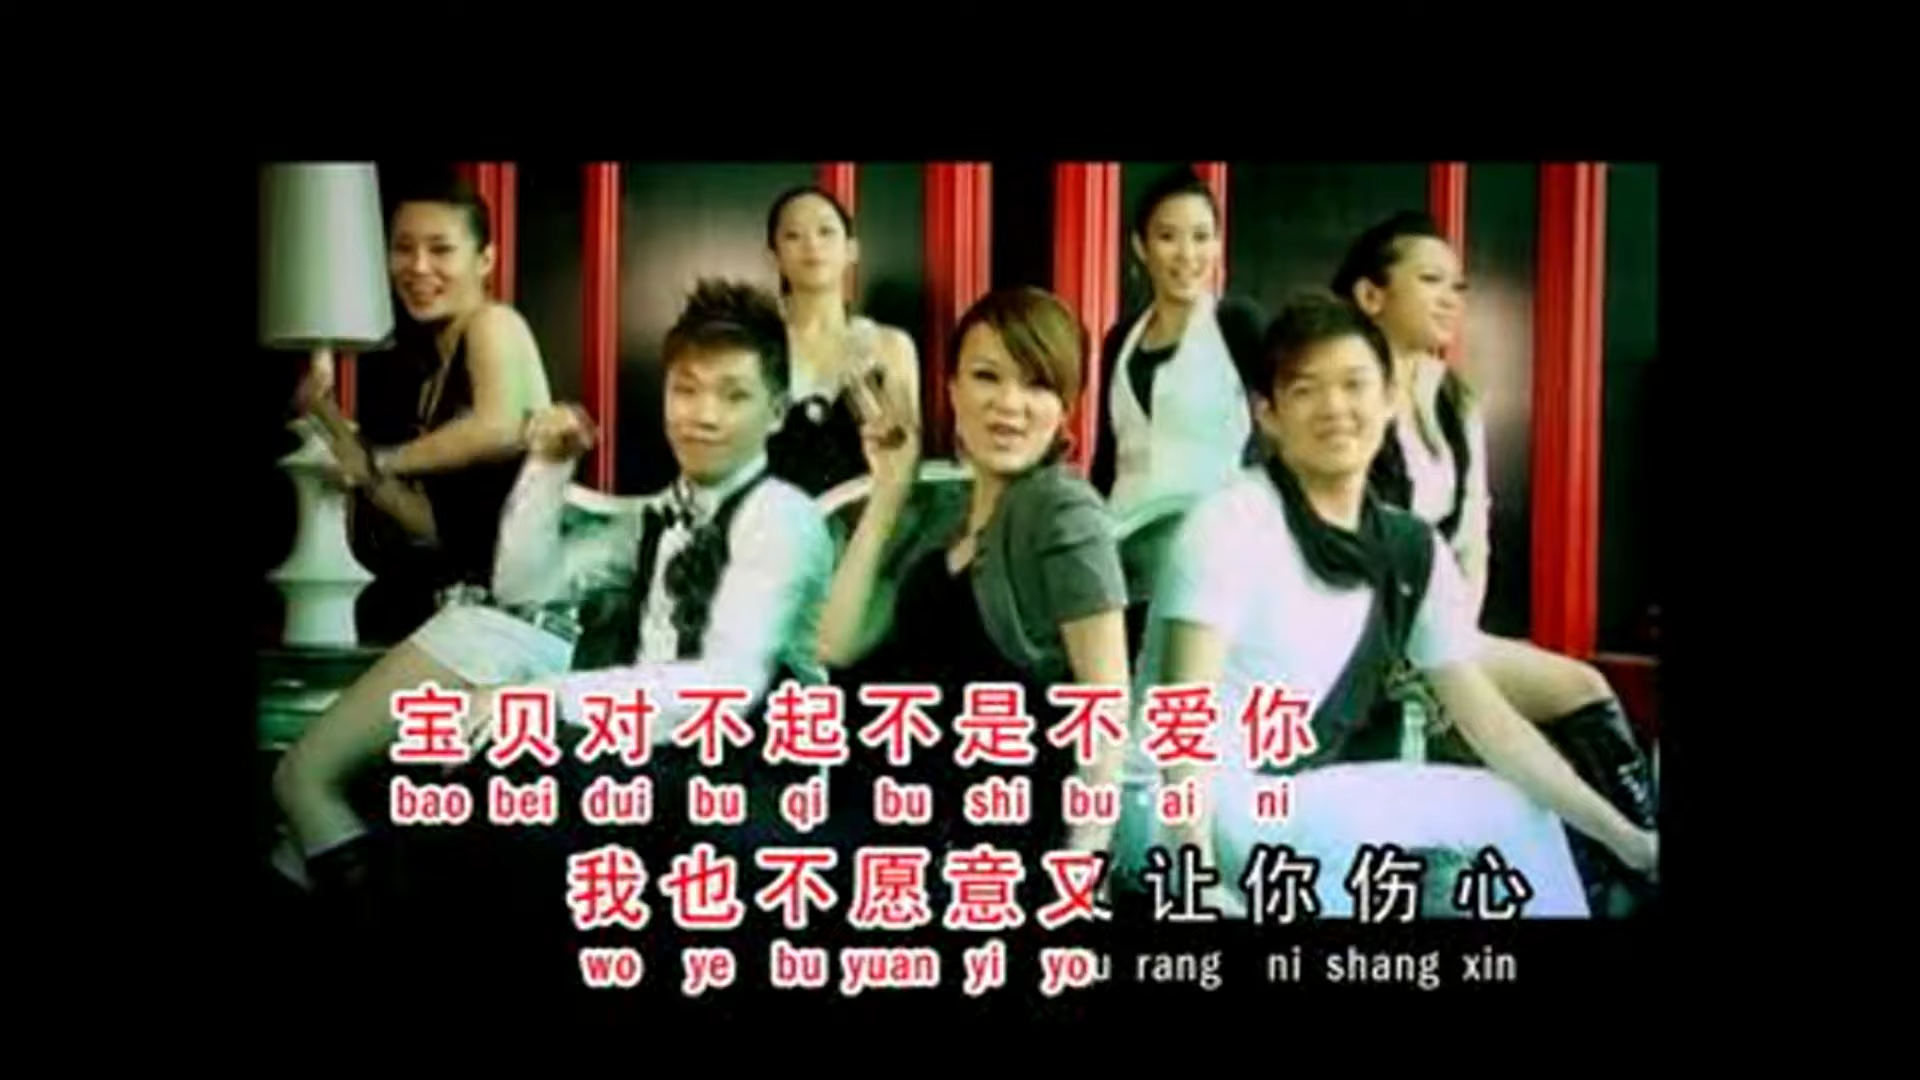 宝贝对不起不是不爱你
bao bei dui bu qi bu shi bu ai ni
我也不愿意又让你伤心
wo ye bu yuan yi you rang ni shang xin